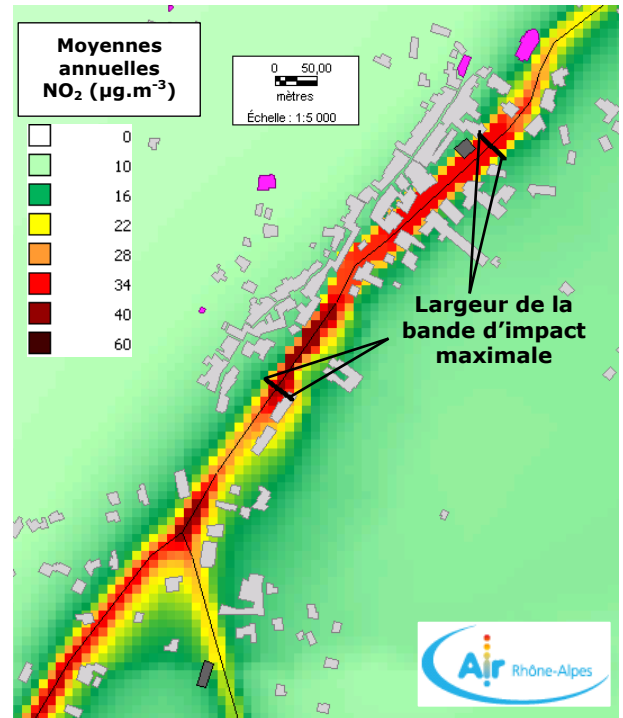 Moyennes
annuelles
NO₂ (µg.m⁻³)
0
10
16
22
28
34
40
60
0 50,00
mètres
Échelle : 1:5 000
Largeur de la
bande d'impact
maximale
Air Rhône-Alpes